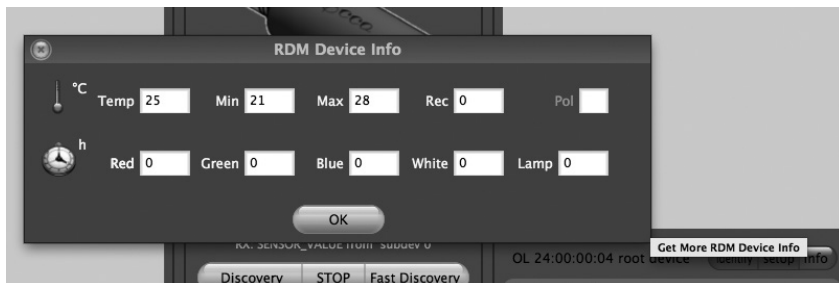 RDM Device Info
°C
Temp 25 Min 21 Max 28 Rec 0 Pol
h
Red 0 Green 0 Blue 0 White 0 Lamp 0
OK
RX: SENSOR_VALUE from subdev 0
Get More RDM Device Info
OL 24:00:00:04 root device identify setup info
Discovery STOP Fast Discovery